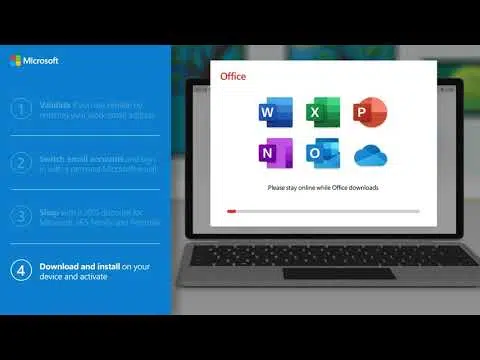 Microsoft
1
Validate if you are eligible by
entering your work email address
2
Switch email accounts and sign
in with a personal Microsoft email
3
Shop with a 30% discount for
Microsoft 365 Family and Personal
4
Download and install on your
device and activate
Office
W
X
P
N
O
Please stay online while Office downloads